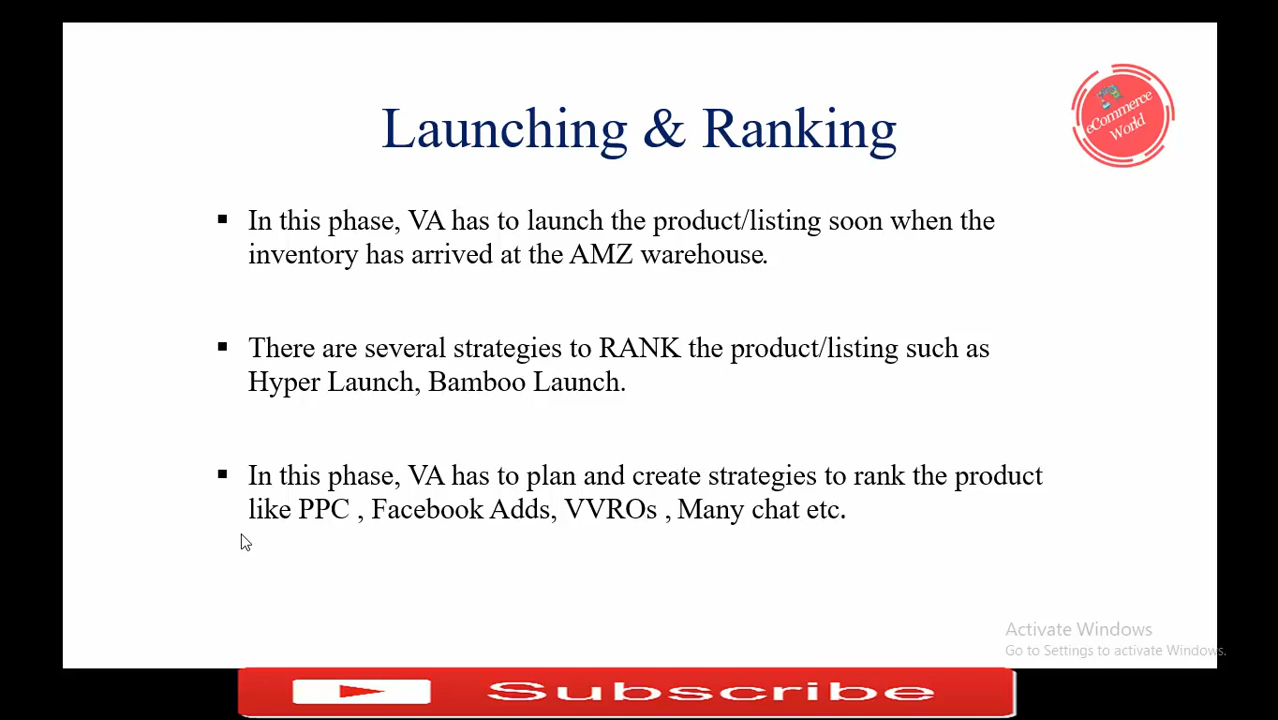 Launching & Ranking
eCommerce
World
▪ In this phase, VA has to launch the product/listing soon when the
inventory has arrived at the AMZ warehouse.
▪ There are several strategies to RANK the product/listing such as
Hyper Launch, Bamboo Launch.
▪ In this phase, VA has to plan and create strategies to rank the product
like PPC , Facebook Adds, VVROs , Many chat etc.
Activate Windows
Go to Settings to activate Windows.
Subscribe